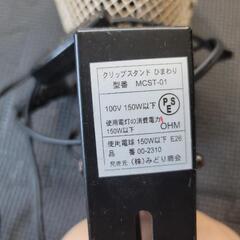 クリップスタンド ひまわり
型番 MCST-01
100V 150W以下
PSE
使用電灯の消費電力
150W以下 OHM
使用電球 150W以下 E26
品番 00-2310
発売元 (株)みどり商会